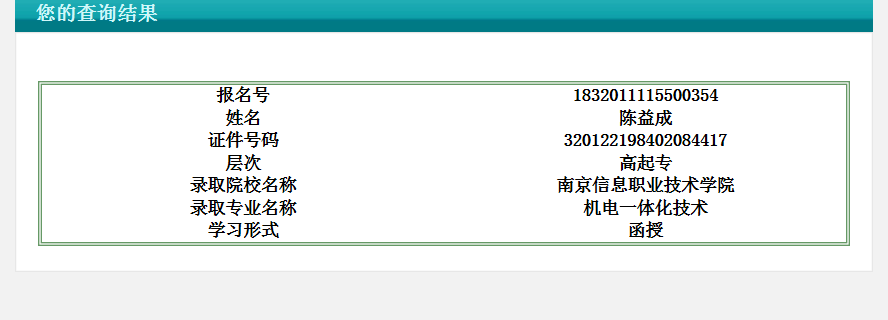 您的查询结果
报名号 1832011115500354
姓名 陈益成
证件号码 320122198402084417
层次 高起专
录取院校名称 南京信息职业技术学院
录取专业名称 机电一体化技术
学习形式 函授